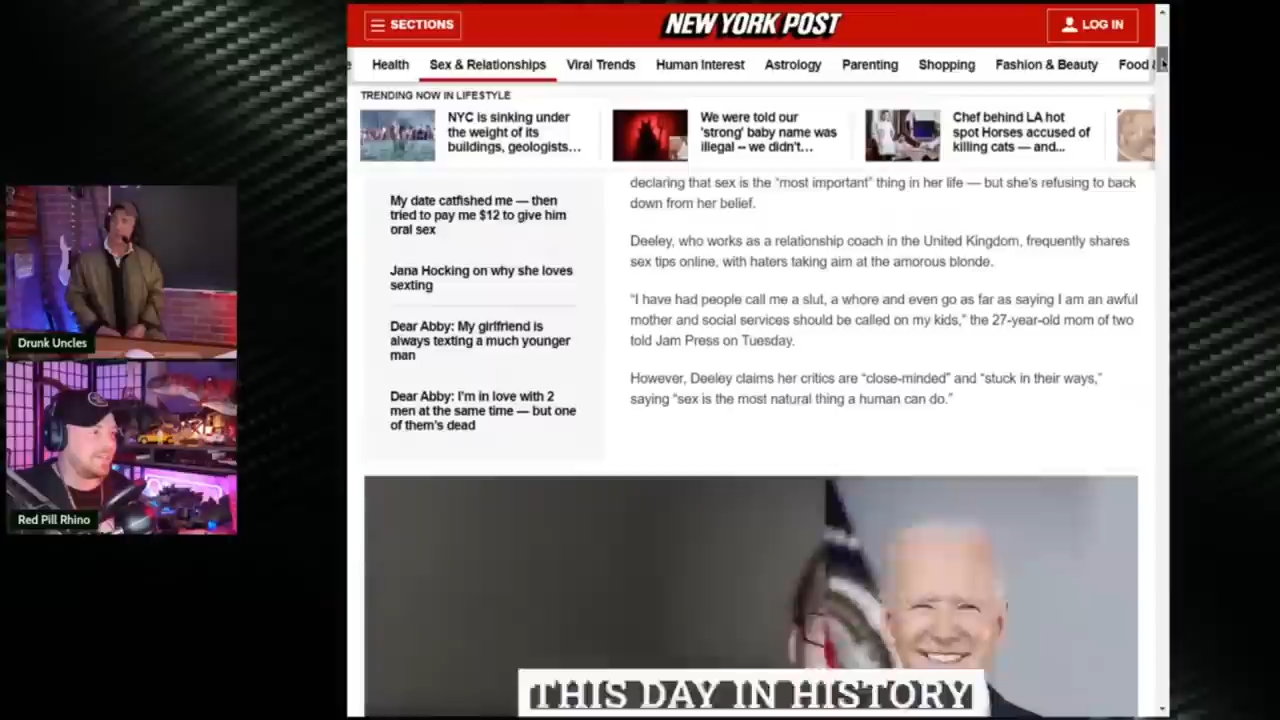 SECTIONS
NEW YORK POST
LOG IN
Health
Sex & Relationships
Viral Trends
Human Interest
Astrology
Parenting
Shopping
Fashion & Beauty
Food
TRENDING NOW IN LIFESTYLE
NYC is sinking under
the weight of its
buildings, geologists…
We were told our
'strong' baby name was
illegal – we didn't…
Chef behind LA hot
spot Horses accused of
killing cats — and…
My date catfished me — then
tried to pay me $12 to give him
oral sex
Jana Hocking on why she loves
sexting
Dear Abby: My girlfriend is
always texting a much younger
man
Dear Abby: I'm in love with 2
men at the same time — but one
of them's dead
declaring that sex is the “most important” thing in her life — but she's refusing to back
down from her belief.
Deeley, who works as a relationship coach in the United Kingdom, frequently shares
sex tips online, with haters taking aim at the amorous blonde.
“I have had people call me a slut, a whore and even go as far as saying I am an awful
mother and social services should be called on my kids,” the 27-year-old mom of two
told Jam Press on Tuesday.
However, Deeley claims her critics are “close-minded” and “stuck in their ways,”
saying “sex is the most natural thing a human can do.”
THIS DAY IN HISTORY
Drunk Uncles
Red Pill Rhino